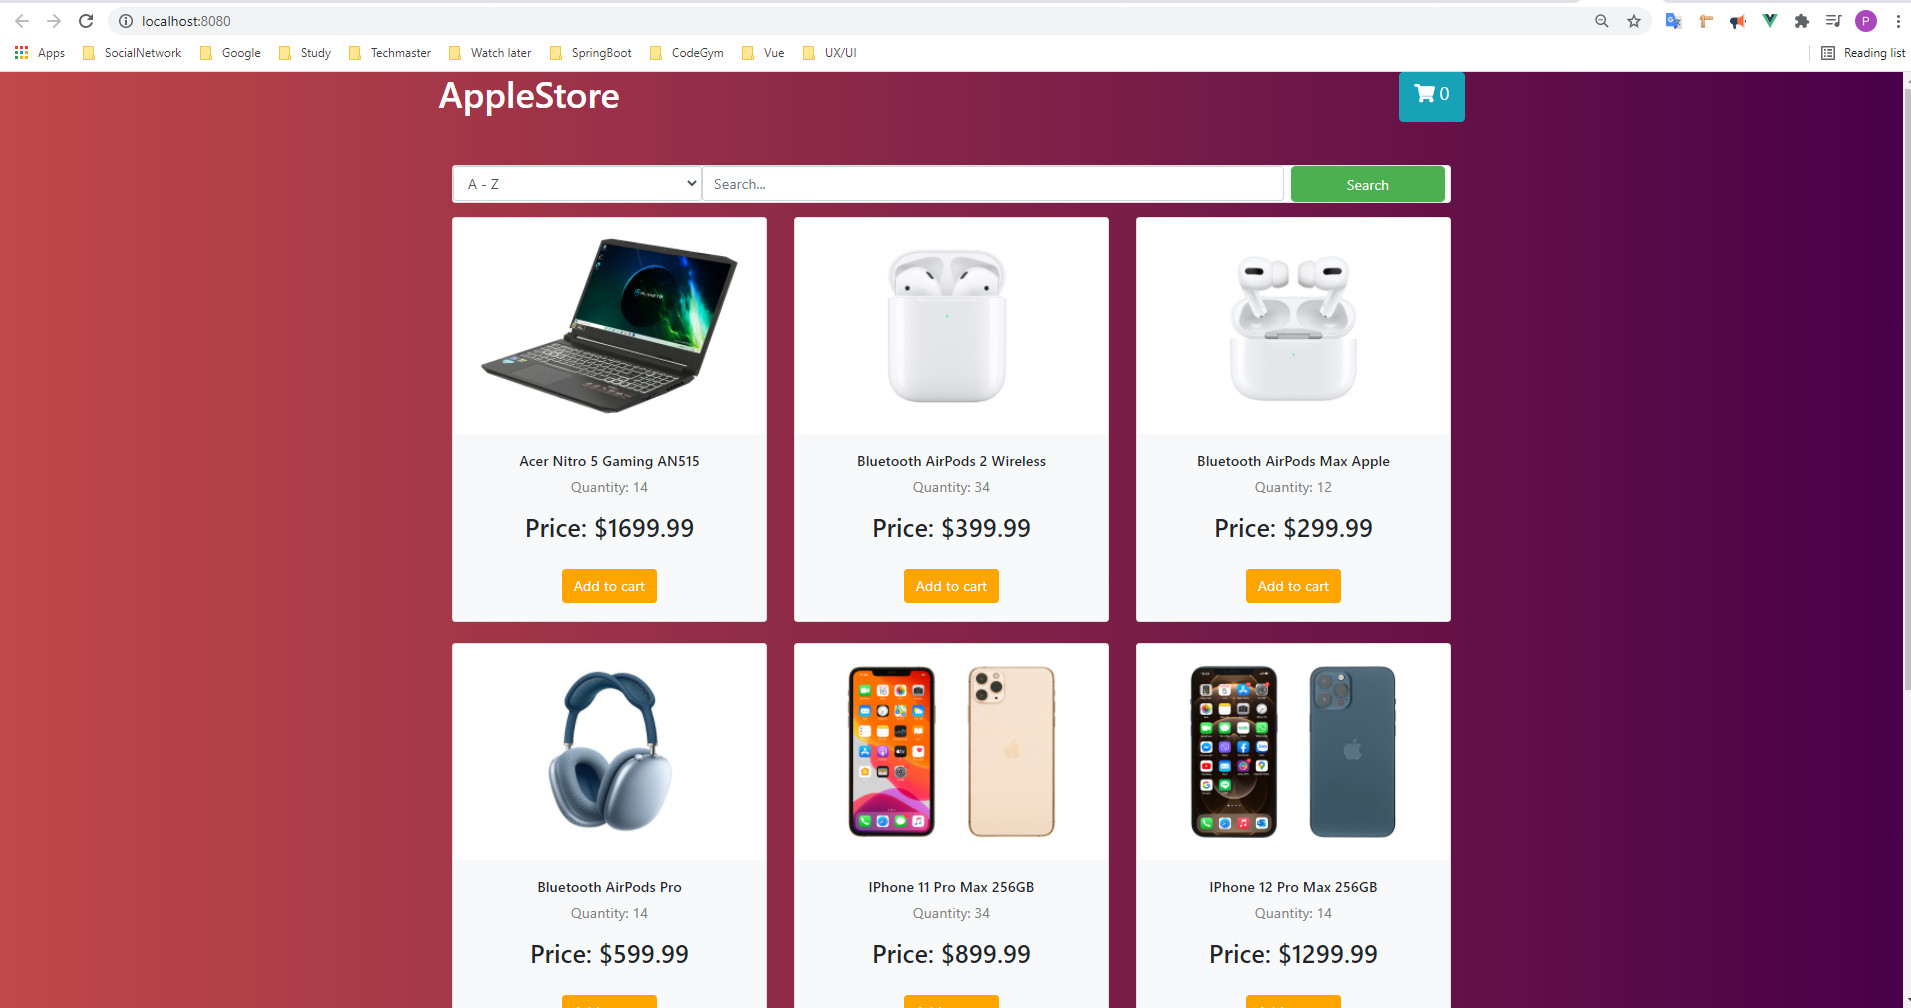 localhost:8080
P
Apps SocialNetwork Google Study Techmaster Watch later SpringBoot CodeGym Vue UX/UI Reading list
AppleStore
0
A - Z Search... Search
Acer Nitro 5 Gaming AN515
Quantity: 14
Price: $1699.99
Add to cart
Bluetooth AirPods 2 Wireless
Quantity: 34
Price: $399.99
Add to cart
Bluetooth AirPods Max Apple
Quantity: 12
Price: $299.99
Add to cart
Bluetooth AirPods Pro
Quantity: 14
Price: $599.99
IPhone 11 Pro Max 256GB
Quantity: 34
Price: $899.99
IPhone 12 Pro Max 256GB
Quantity: 14
Price: $1299.99